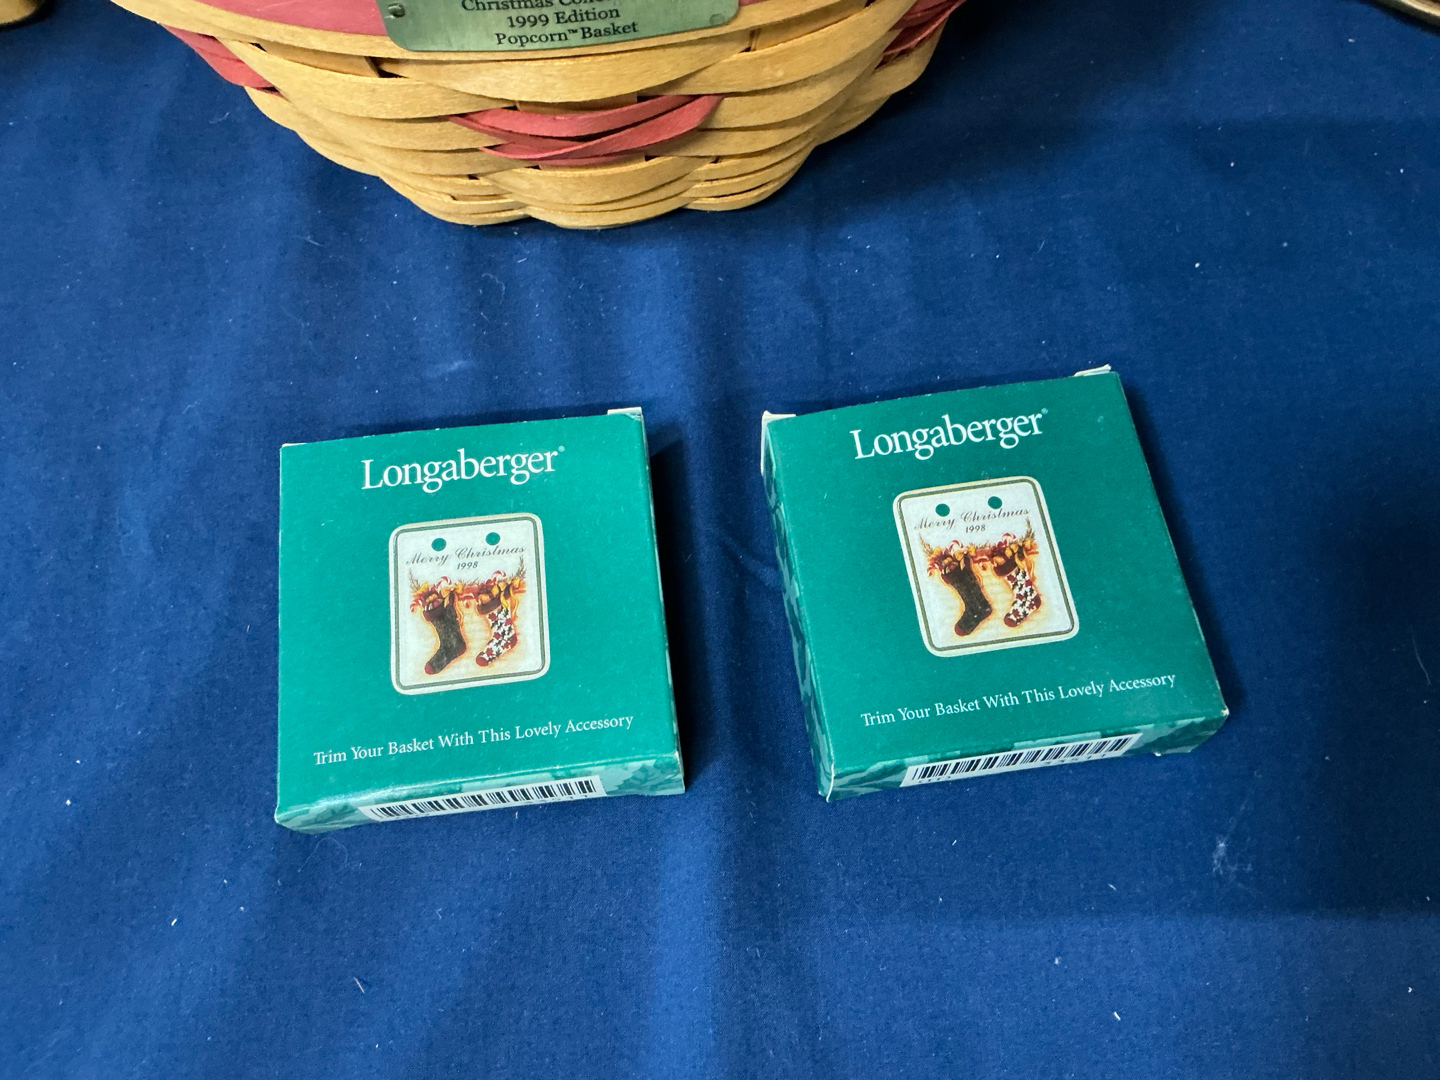 Christmas
1999 Edition
Popcorn™ Basket
Longaberger®
Merry Christmas
1998
Trim Your Basket With This Lovely Accessory
Longaberger®
Merry Christmas
1998
Trim Your Basket With This Lovely Accessory